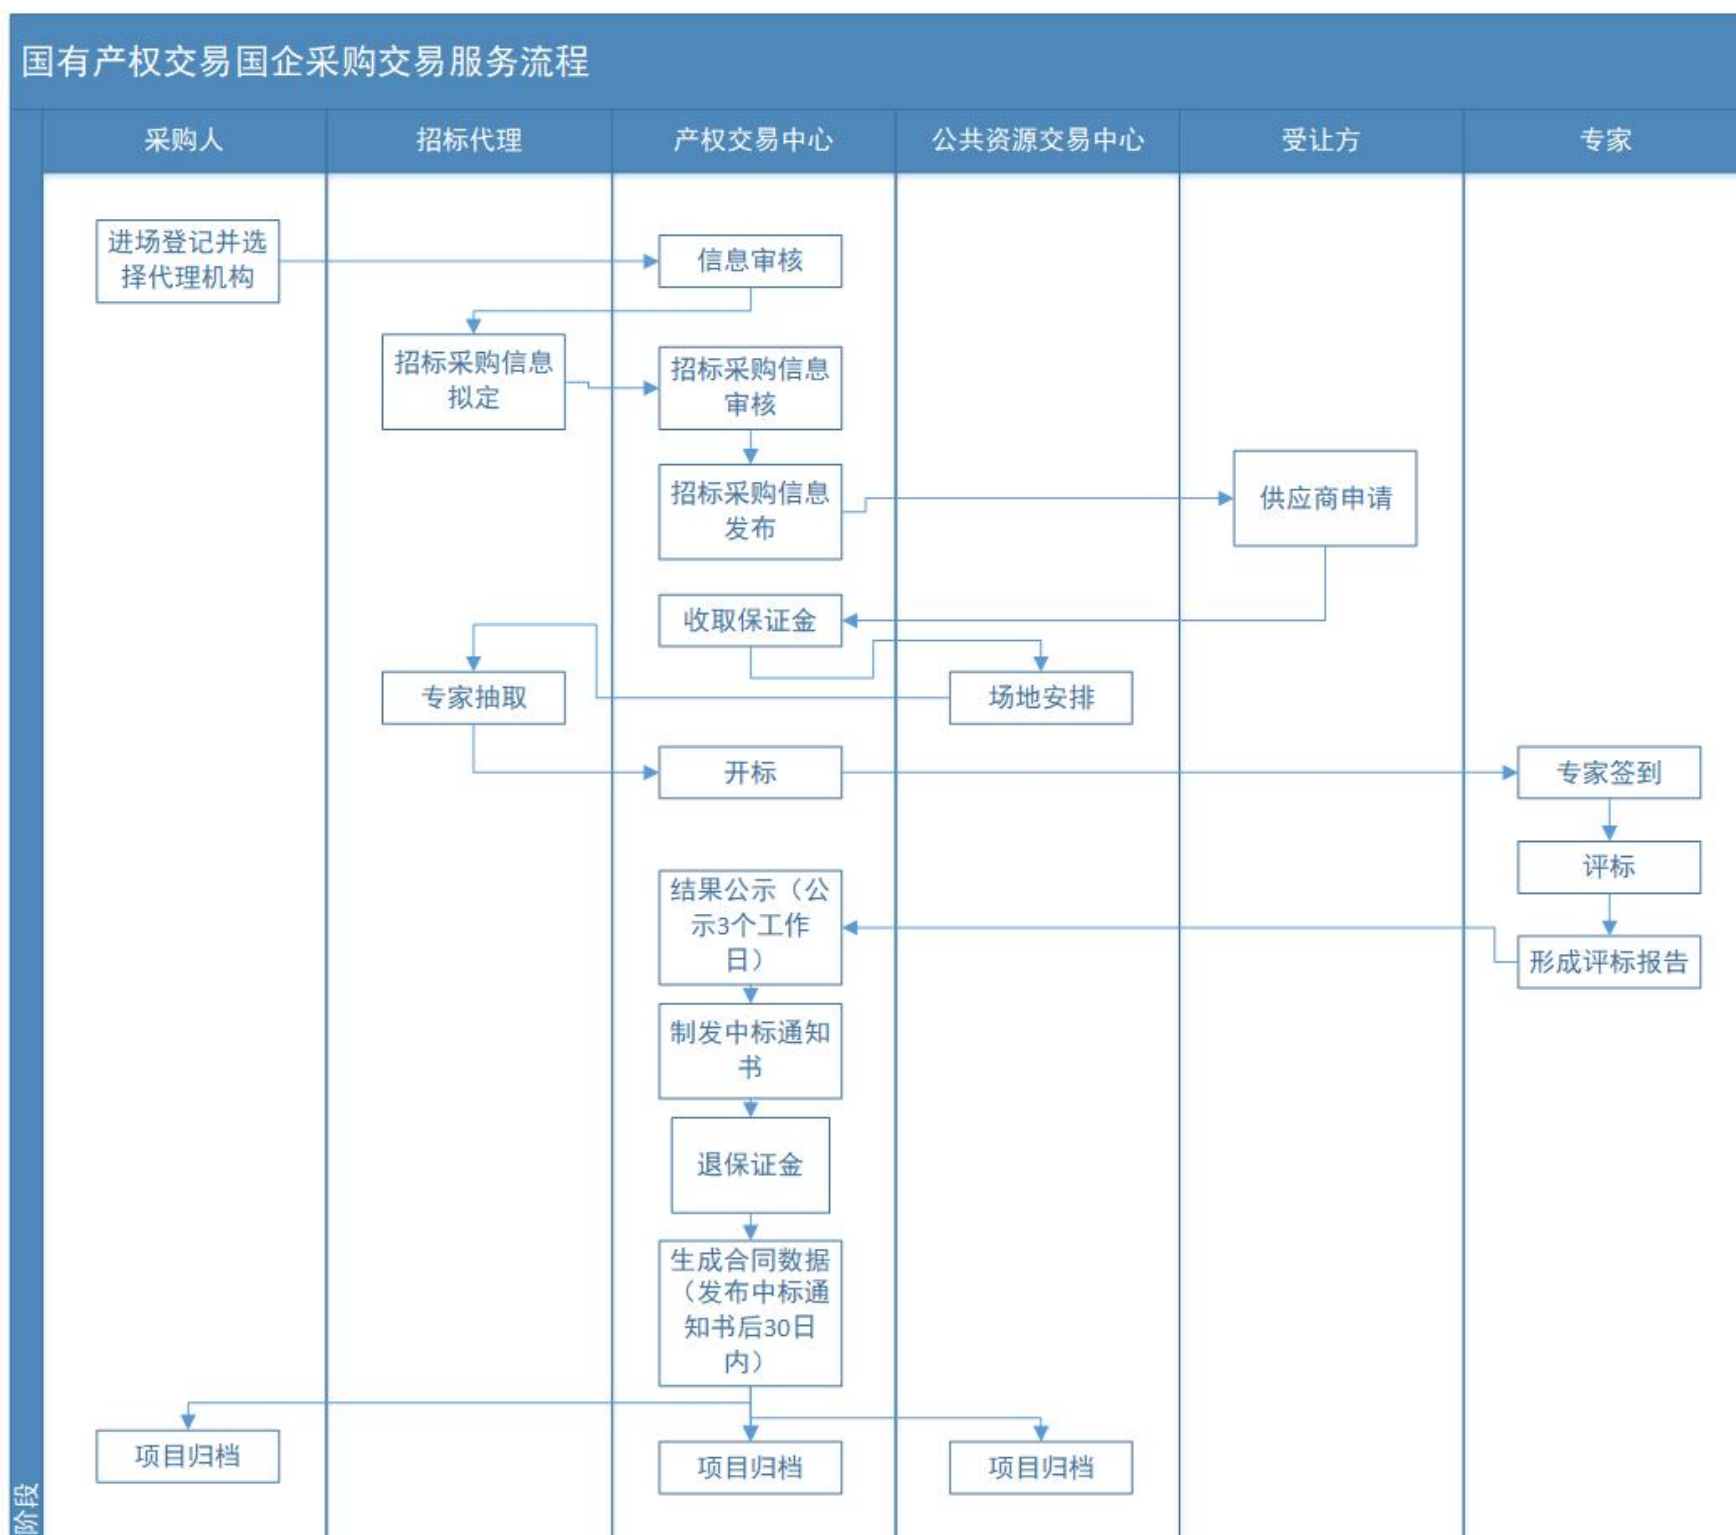 国有产权交易国企采购交易服务流程
采购人
招标代理
产权交易中心
公共资源交易中心
受让方
专家
进场登记并选
择代理机构
信息审核
招标采购信息
拟定
招标采购信息
审核
招标采购信息
发布
供应商申请
收取保证金
专家抽取
场地安排
开标
专家签到
评标
结果公示（公
示3个工作
日）
形成评标报告
制发中标通知
书
退保证金
生成合同数据
（发布中标通
知书后30日
内）
项目归档
项目归档
项目归档
阶段